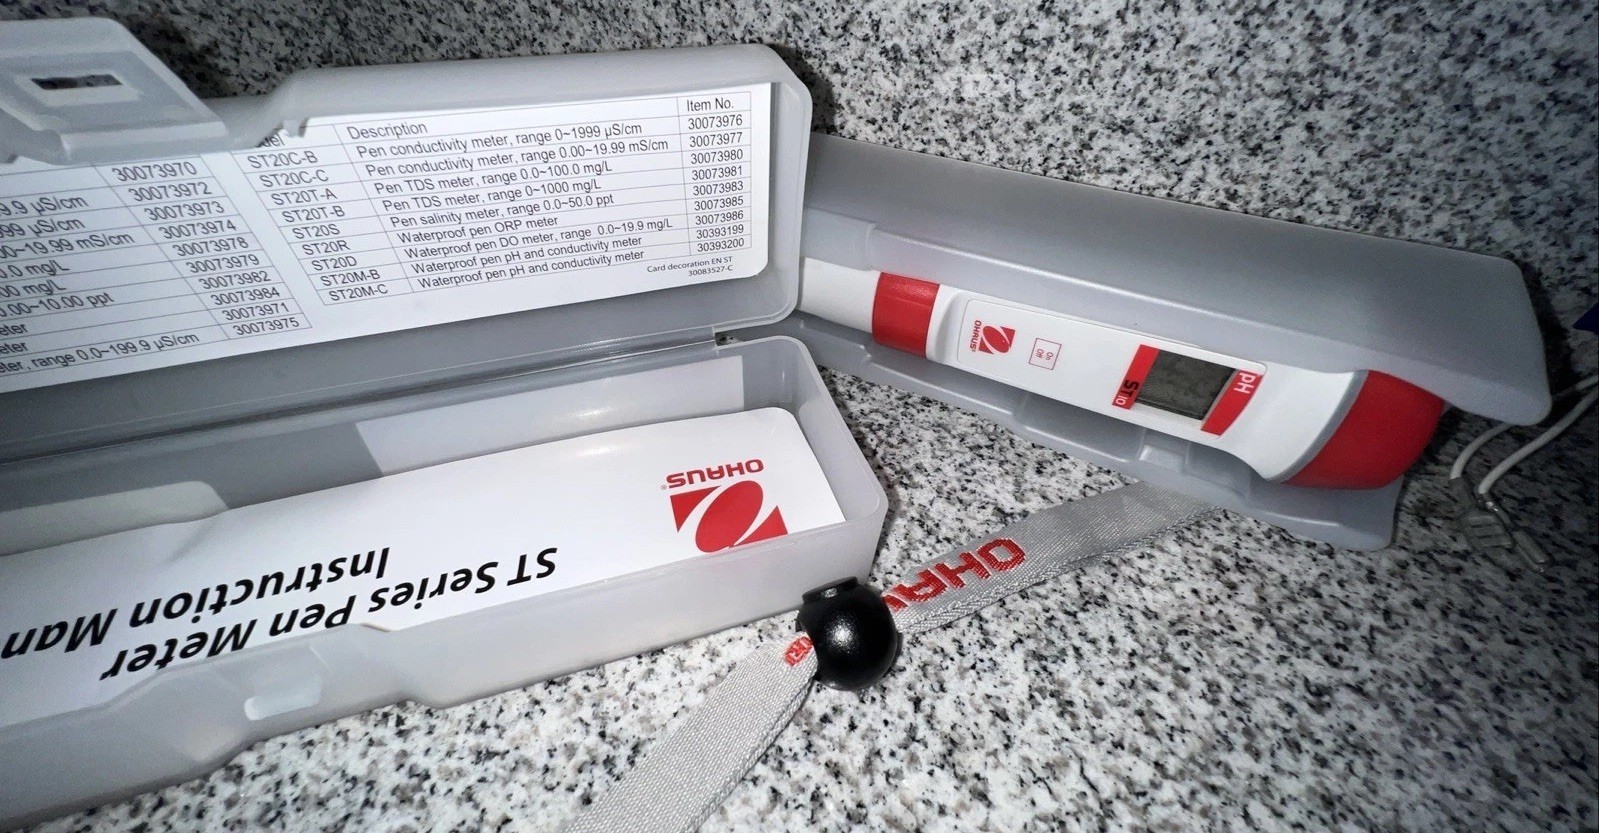 30073970
9.9 µS/cm 30073972
999 µS/cm 30073973
00~19.99 mS/cm 30073974
0.0 mg/L 30073978
00 mg/L 30073979
0.00~10.00 ppt 30073982
eter 30073984
eter 30073971
eter, range 0.0~199.9 µS/cm 30073975
Description Item No.
ST20C-B Pen conductivity meter, range 0~1999 µS/cm 30073976
ST20C-C Pen conductivity meter, range 0.00~19.99 mS/cm 30073977
ST20T-A Pen TDS meter, range 0.0~100.0 mg/L 30073980
ST20T-B Pen TDS meter, range 0~1000 mg/L 30073981
ST20S Pen salinity meter, range 0.0~50.0 ppt 30073983
ST20R Waterproof pen ORP meter 30073985
ST20D Waterproof pen DO meter, range 0.0~19.9 mg/L 30073986
ST20M-B Waterproof pen pH and conductivity meter 30393199
ST20M-C Waterproof pen pH and conductivity meter 30393200
Card decoration EN ST
30083527-C
OHAUS®
ST Series Pen Meter
Instruction Man
OHAUS®
On
Off
ST10
pH
OHAU